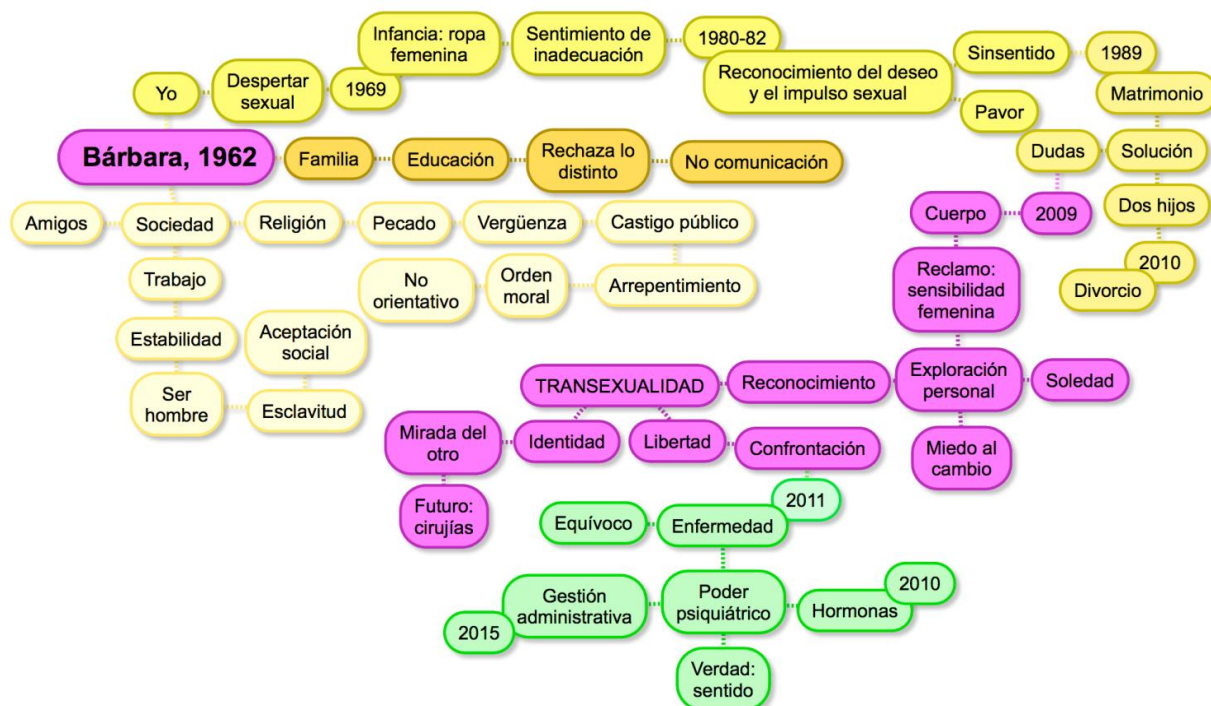 Infancia: ropa
femenina
Sentimiento de
inadecuación
1980-82
Yo
Despertar
sexual
1969
Reconocimiento del deseo
y el impulso sexual
Sinsentido
1989
Pavor
Matrimonio
Bárbara, 1962
Familia
Educación
Rechaza lo
distinto
No comunicación
Dudas
Solución
Amigos
Sociedad
Religión
Pecado
Vergüenza
Castigo público
Cuerpo
2009
Dos hijos
Trabajo
No
orientativo
Orden
moral
Arrepentimiento
Reclamo:
sensibilidad
femenina
2010
Divorcio
Estabilidad
Aceptación
social
Ser
hombre
Esclavitud
TRANSEXUALIDAD
Reconocimiento
Exploración
personal
Soledad
Mirada del
otro
Identidad
Libertad
Confrontación
Miedo al
cambio
Futuro:
cirujías
2011
Equívoco
Enfermedad
Gestión
administrativa
2015
Poder
psiquiátrico
2010
Hormonas
Verdad:
sentido